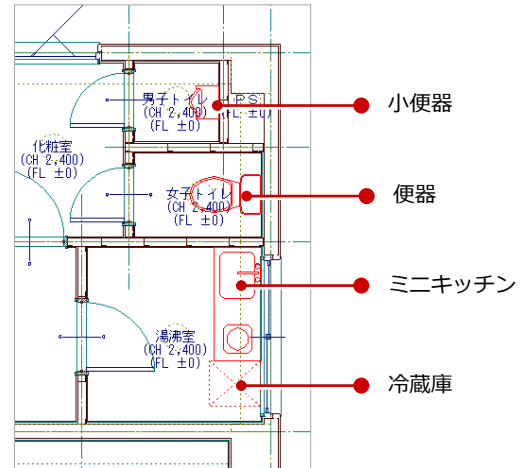 男子トイレ
(CH 2,400)
(FL ±0)
PS
(FL ±0)
小便器
化粧室
(CH 2,400)
(FL ±0)
女子トイレ
(CH 2,400)
(FL ±0)
便器
ミニキッチン
湯沸室
(CH 2,400)
(FL ±0)
冷蔵庫